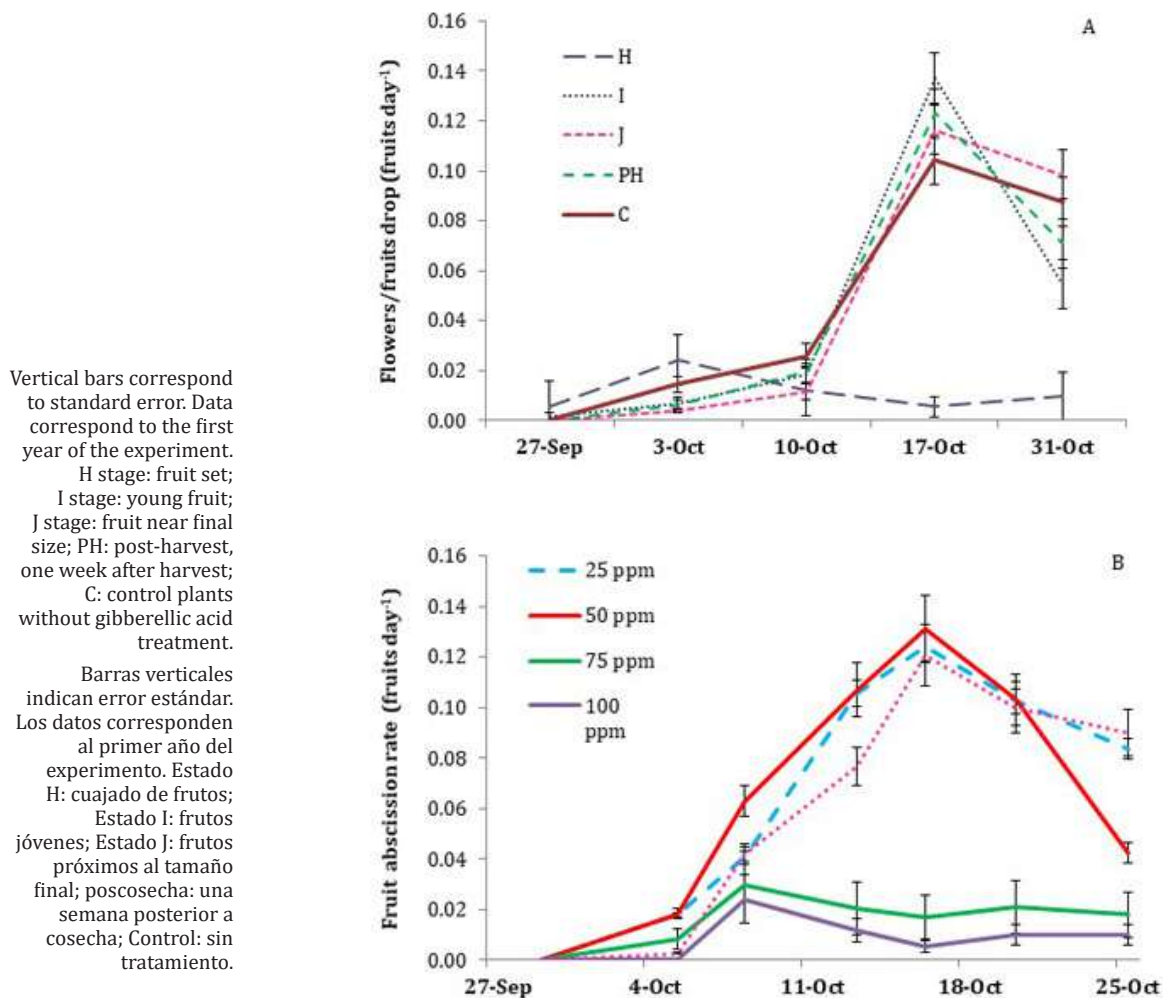 Vertical bars correspond
to standard error. Data
correspond to the first
year of the experiment.
H stage: fruit set;
I stage: young fruit;
J stage: fruit near final
size; PH: post-harvest,
one week after harvest;
C: control plants
without gibberellic acid
treatment.
Barras verticales
indican error estándar.
Los datos corresponden
al primer año del
experimento. Estado
H: cuajado de frutos;
Estado I: frutos
jóvenes; Estado J: frutos
próximos al tamaño
final; poscosecha: una
semana posterior a
cosecha; Control: sin
tratamiento.
A
Flowers/fruits drop (fruits day-1)
0.16
0.14
0.12
0.10
0.08
0.06
0.04
0.02
0.00
H
I
J
PH
C
27-Sep 3-Oct 10-Oct 17-Oct 31-Oct
B
Fruit abscission rate (fruits day-1)
0.16
0.14
0.12
0.10
0.08
0.06
0.04
0.02
0.00
25 ppm
50 ppm
75 ppm
100
ppm
27-Sep 4-Oct 11-Oct 18-Oct 25-Oct